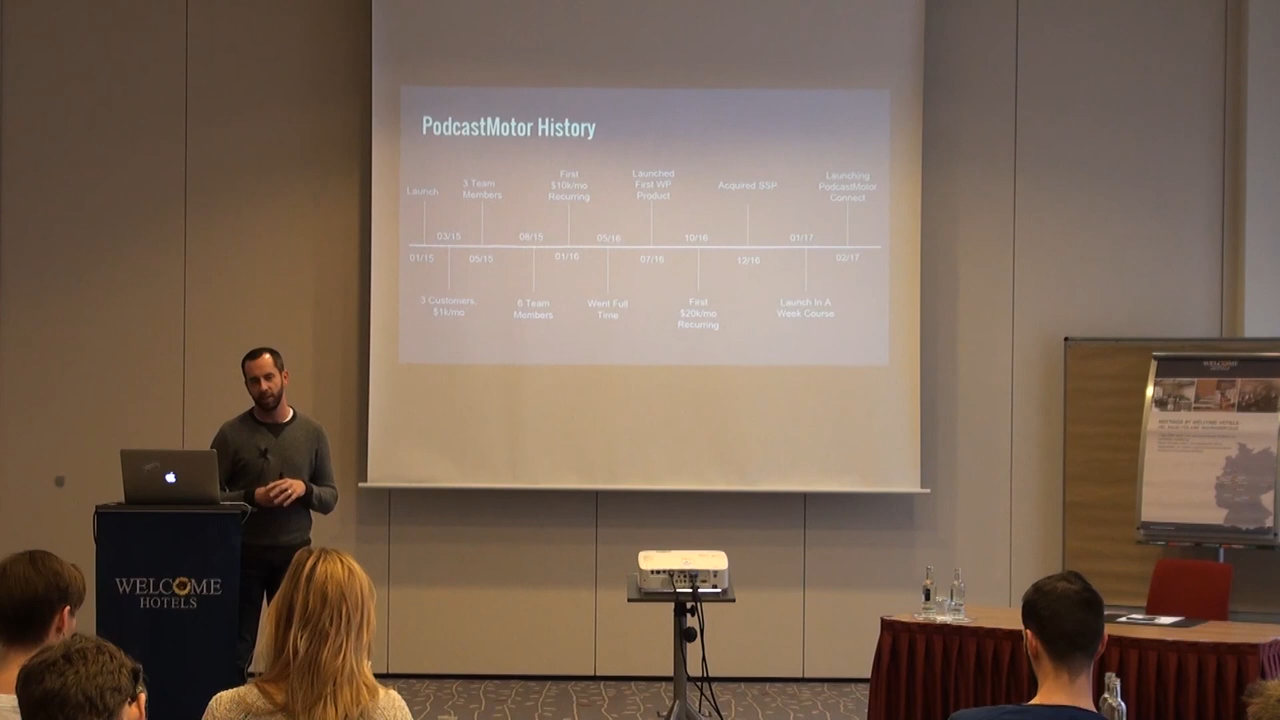 PodcastMotor History
Launch
3 Team
Members
First
$10k/mo
Recurring
Launched
First WP
Product
Acquired SSP
Launching
PodcastMotor
Connect
03/15
08/15
05/16
10/16
01/17
01/15
05/15
01/16
07/16
12/16
02/17
3 Customers,
$1k/mo
6 Team
Members
Went Full
Time
First
$20k/mo
Recurring
Launch In A
Week Course
WELCOME
HOTELS
WELCOME
HOTELS